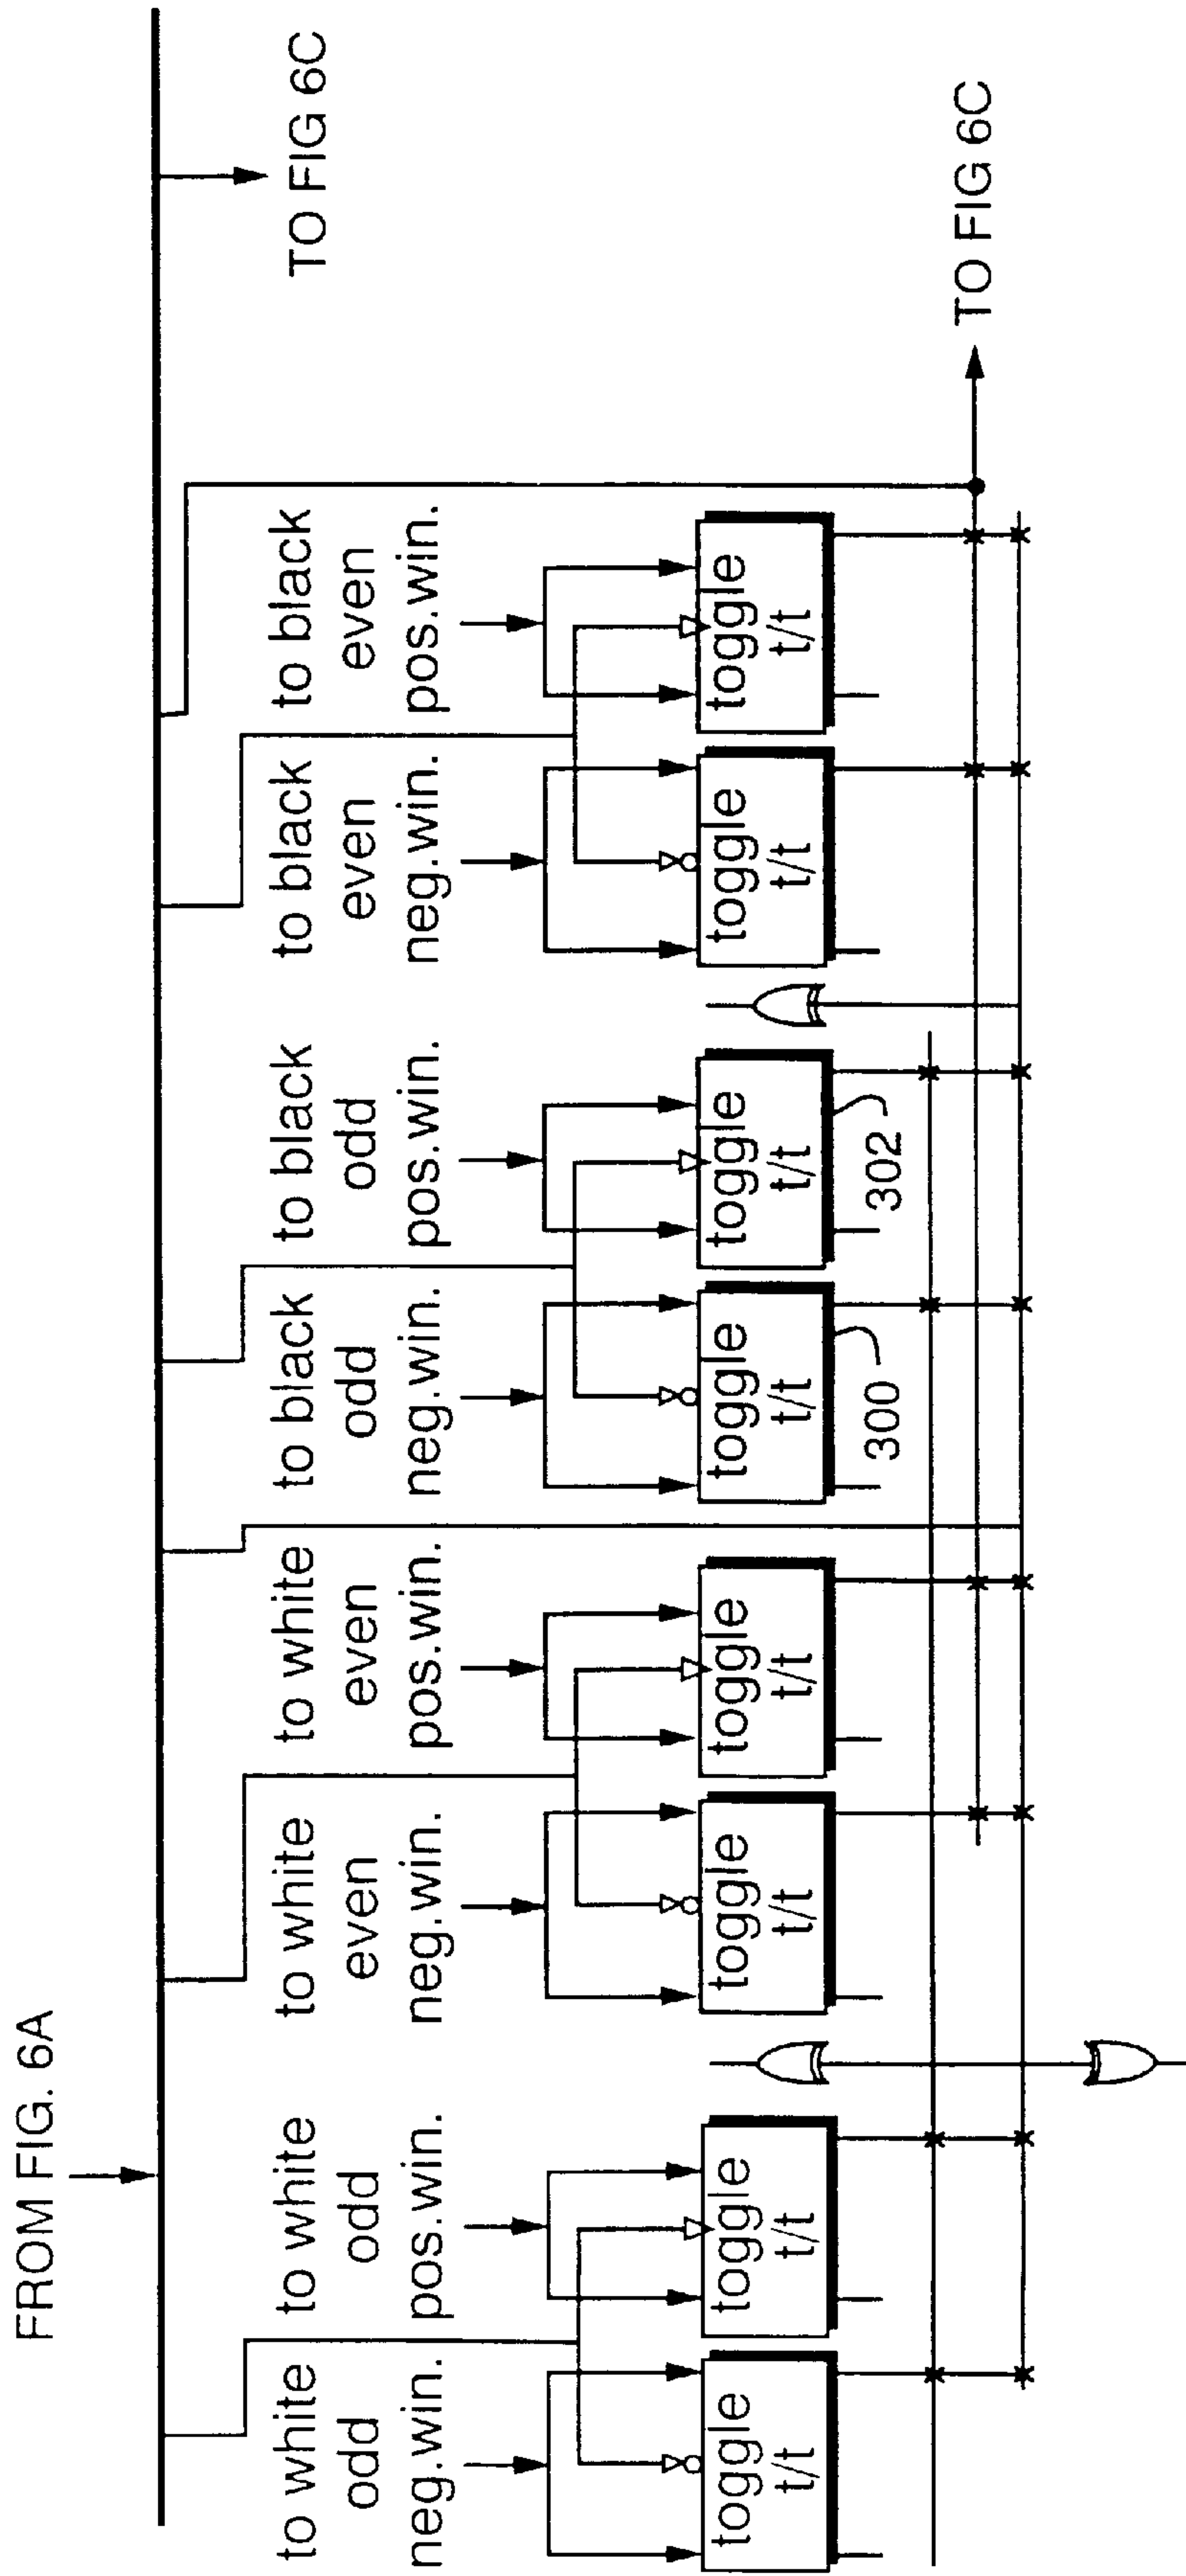 FROM FIG. 6A
TO FIG 6C
to white
odd
neg.win.
to white
odd
pos.win.
to white
even
neg.win.
to white
even
pos.win.
to black
odd
neg.win.
to black
odd
pos.win.
to black
even
neg.win.
to black
even
pos.win.
toggle
t/t
toggle
t/t
toggle
t/t
toggle
t/t
toggle
t/t
toggle
t/t
toggle
t/t
toggle
t/t
300
302
TO FIG 6C